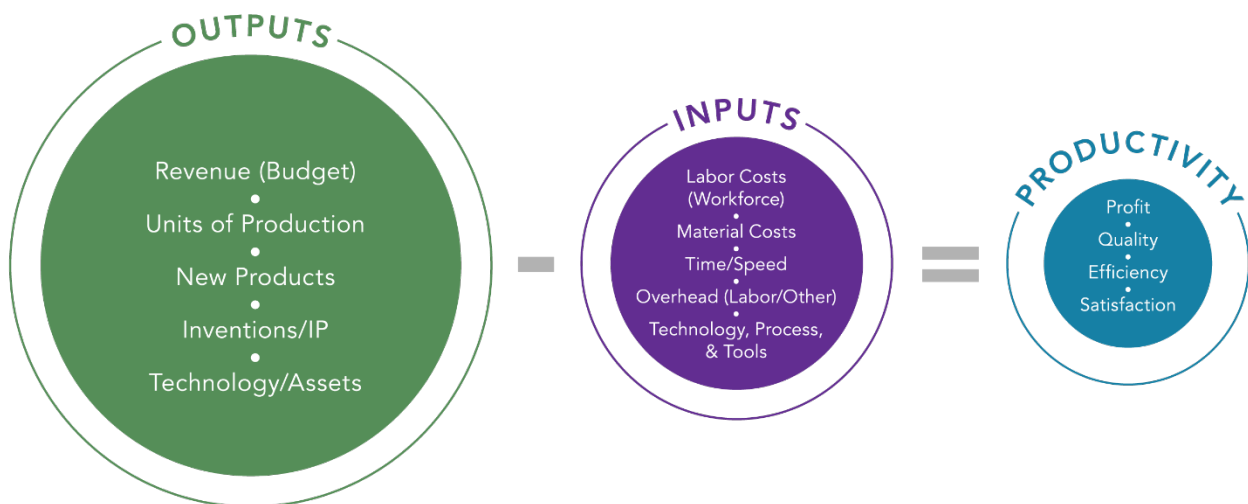 OUTPUTS
Revenue (Budget)
Units of Production
New Products
Inventions/IP
Technology/Assets
-
INPUTS
Labor Costs
(Workforce)
Material Costs
Time/Speed
Overhead (Labor/Other)
Technology, Process,
& Tools
=
PRODUCTIVITY
Profit
Quality
Efficiency
Satisfaction